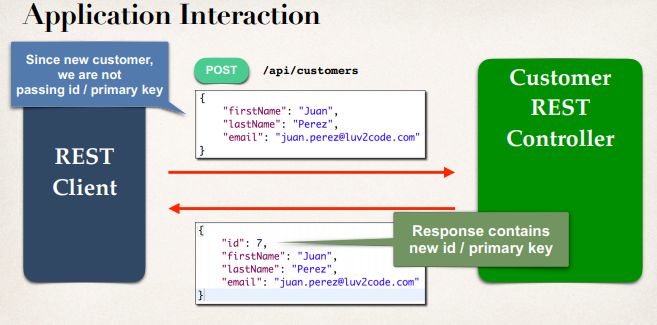 Application Interaction
Since new customer,
we are not
passing id / primary key
POST /api/customers
{
"firstName": "Juan",
"lastName": "Perez",
"email": "juan.perez@luv2code.com"
}
REST
Client
Customer
REST
Controller
{
"id": 7,
"firstName": "Juan",
"lastName": "Perez",
"email": "juan.perez@luv2code.com"
}
Response contains
new id / primary key